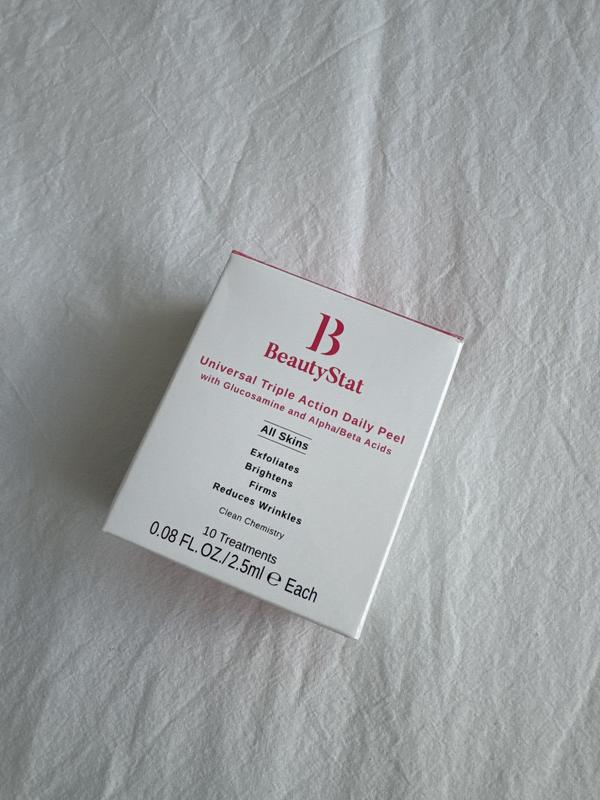 B
BeautyStat
Universal Triple Action Daily Peel
with Glucosamine and Alpha/Beta Acids
All Skins
Exfoliates
Brightens
Firms
Reduces Wrinkles
Clean Chemistry
10 Treatments
0.08 FL. OZ./ 2.5ml ℮ Each